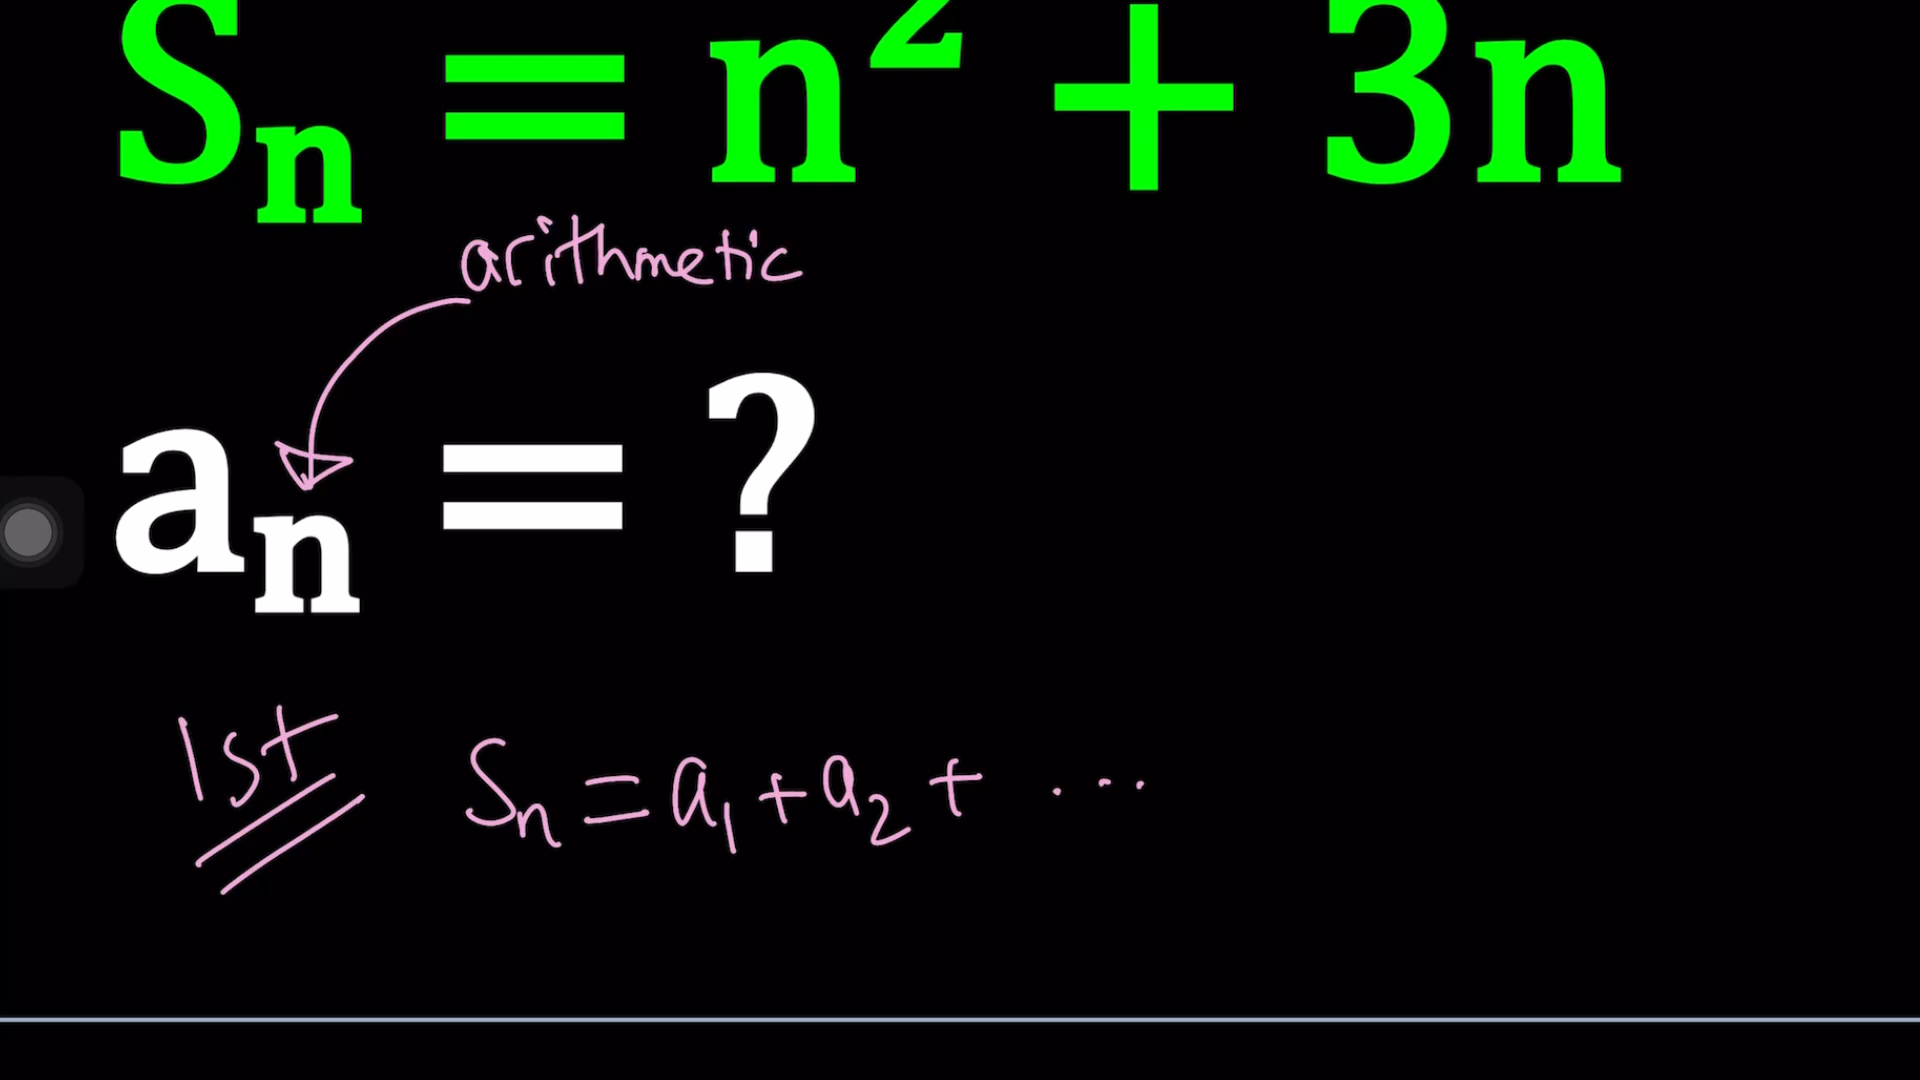 Sₙ = n² + 3n
arithmetic
aₙ = ?
1st Sₙ = a₁ + a₂ + ...